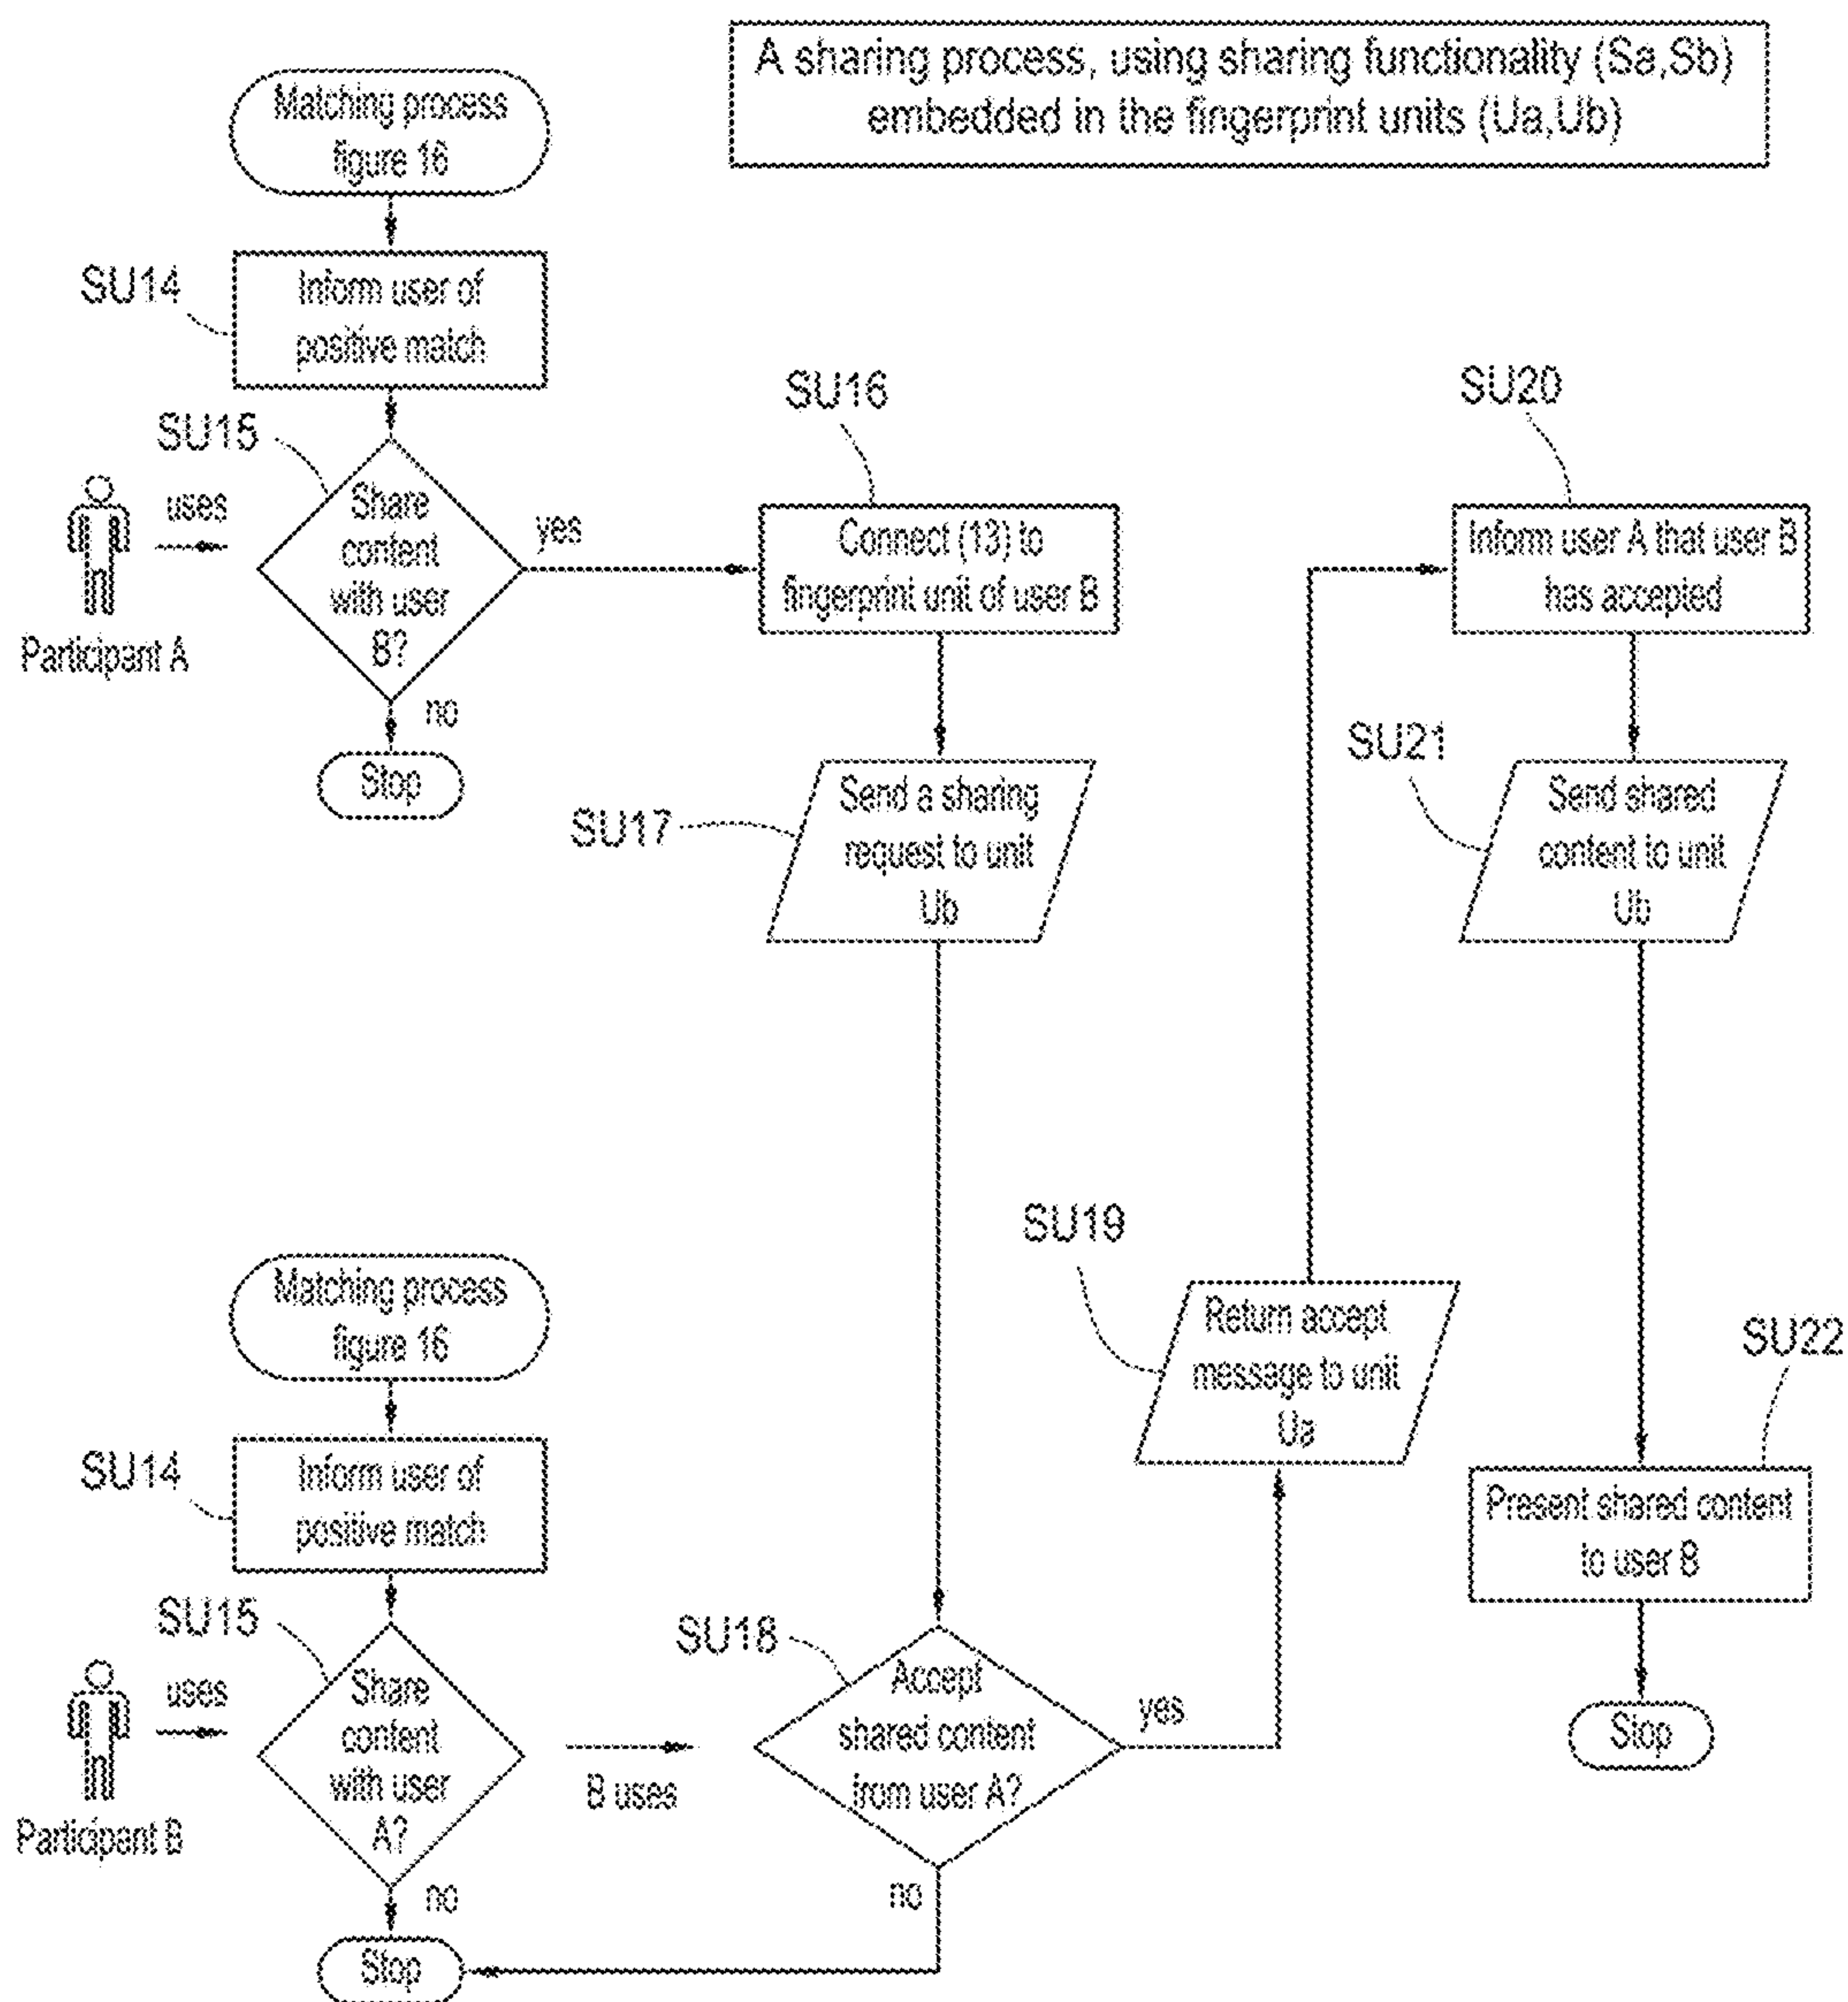 A sharing process, using sharing functionality (Sa,Sb)
embedded in the fingerprint units (Ua,Ub)
Matching process
figure 16
SU14
Inform user of
positive match
SU15
Participant A
uses
Share
content
with user
B?
yes
no
Stop
SU16
Connect (13) to
fingerprint unit of user B
SU17
Send a sharing
request to unit
Ub
SU20
Inform user A that user B
has accepted
SU21
Send shared
content to unit
Ub
SU19
Return accept
message to unit
Ua
SU22
Present shared content
to user B
Stop
Matching process
figure 16
SU14
Inform user of
positive match
SU15
Participant B
uses
Share
content
with user
A?
no
Stop
B uses
SU18
Accept
shared content
from user A?
yes
no